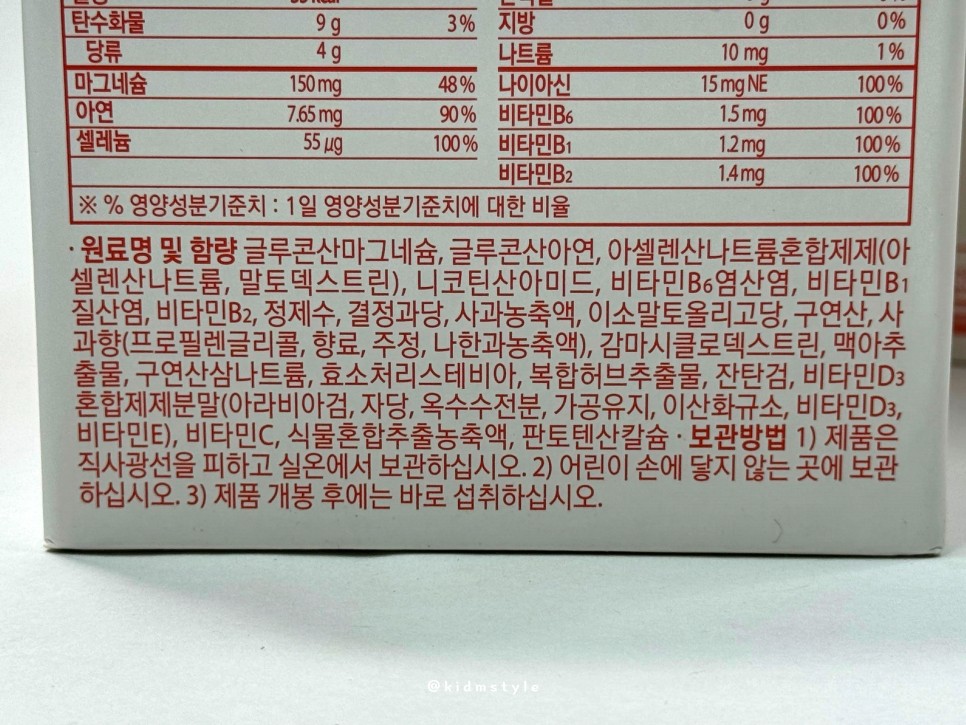 탄수화물 9 g 3% 지방 0 g 0%
당류 4 g 나트륨 10 mg 1%
마그네슘 150 mg 48% 나이아신 15 mg NE 100%
아연 7.65 mg 90% 비타민B6 1.5 mg 100%
셀레늄 55 µg 100% 비타민B1 1.2 mg 100%
비타민B2 1.4 mg 100%
※ % 영양성분기준치 : 1일 영양성분기준치에 대한 비율
· 원료명 및 함량 글루콘산마그네슘, 글루콘산아연, 아셀렌산나트륨혼합제제(아
셀렌산나트륨, 말토덱스트린), 니코틴산아미드, 비타민B6염산염, 비타민B1
질산염, 비타민B2, 정제수, 결정과당, 사과농축액, 이소말토올리고당, 구연산, 사
과향(프로필렌글리콜, 향료, 주정, 나한과농축액), 감마시클로덱스트린, 맥아추
출물, 구연산삼나트륨, 효소처리스테비아, 복합허브추출물, 잔탄검, 비타민D3
혼합제제분말(아라비아검, 자당, 옥수수전분, 가공유지, 이산화규소, 비타민D3,
비타민E), 비타민C, 식물혼합추출농축액, 판토텐산칼슘 · 보관방법 1) 제품은
직사광선을 피하고 실온에서 보관하십시오. 2) 어린이 손에 닿지 않는 곳에 보관
하십시오. 3) 제품 개봉 후에는 바로 섭취하십시오.
@kidmstyle